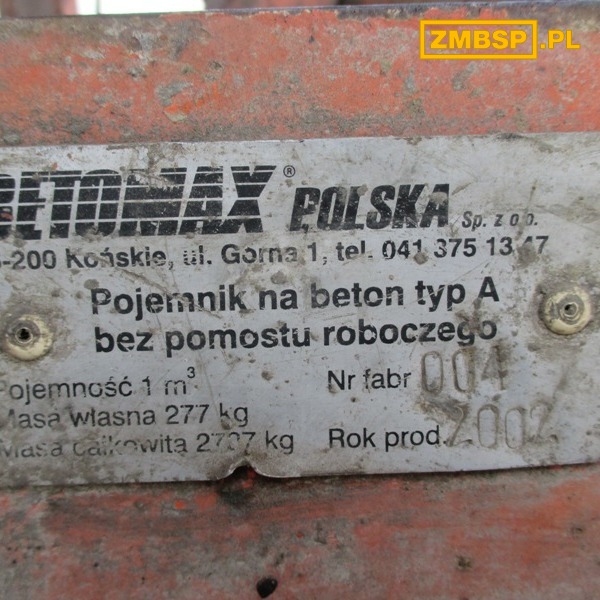 ZMBSP.PL
BETOMAX® POLSKA Sp. z o.o.
-200 Końskie, ul. Górna 1, tel. 041 375 13 47
Pojemnik na beton typ A
bez pomostu roboczego
Pojemność 1 m³
Nr fabr 004
Masa własna 277 kg
Masa całkowita 2737 kg
Rok prod. 2002